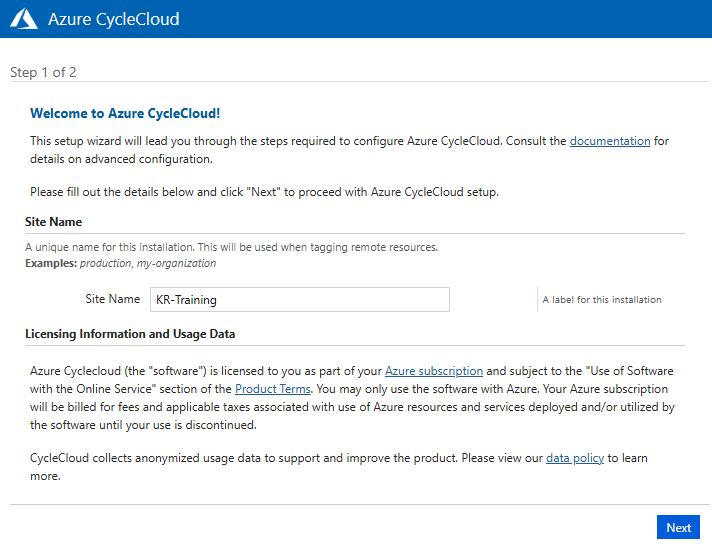 Azure CycleCloud
Step 1 of 2
Welcome to Azure CycleCloud!
This setup wizard will lead you through the steps required to configure Azure CycleCloud. Consult the documentation for
details on advanced configuration.
Please fill out the details below and click "Next" to proceed with Azure CycleCloud setup.
Site Name
A unique name for this installation. This will be used when tagging remote resources.
Examples: production, my-organization
Site Name KR-Training A label for this installation
Licensing Information and Usage Data
Azure Cyclecloud (the "software") is licensed to you as part of your Azure subscription and subject to the "Use of Software
with the Online Service" section of the Product Terms. You may only use the software with Azure. Your Azure subscription
will be billed for fees and applicable taxes associated with use of Azure resources and services deployed and/or utilized by
the software until your use is discontinued.
CycleCloud collects anonymized usage data to support and improve the product. Please view our data policy to learn
more.
Next